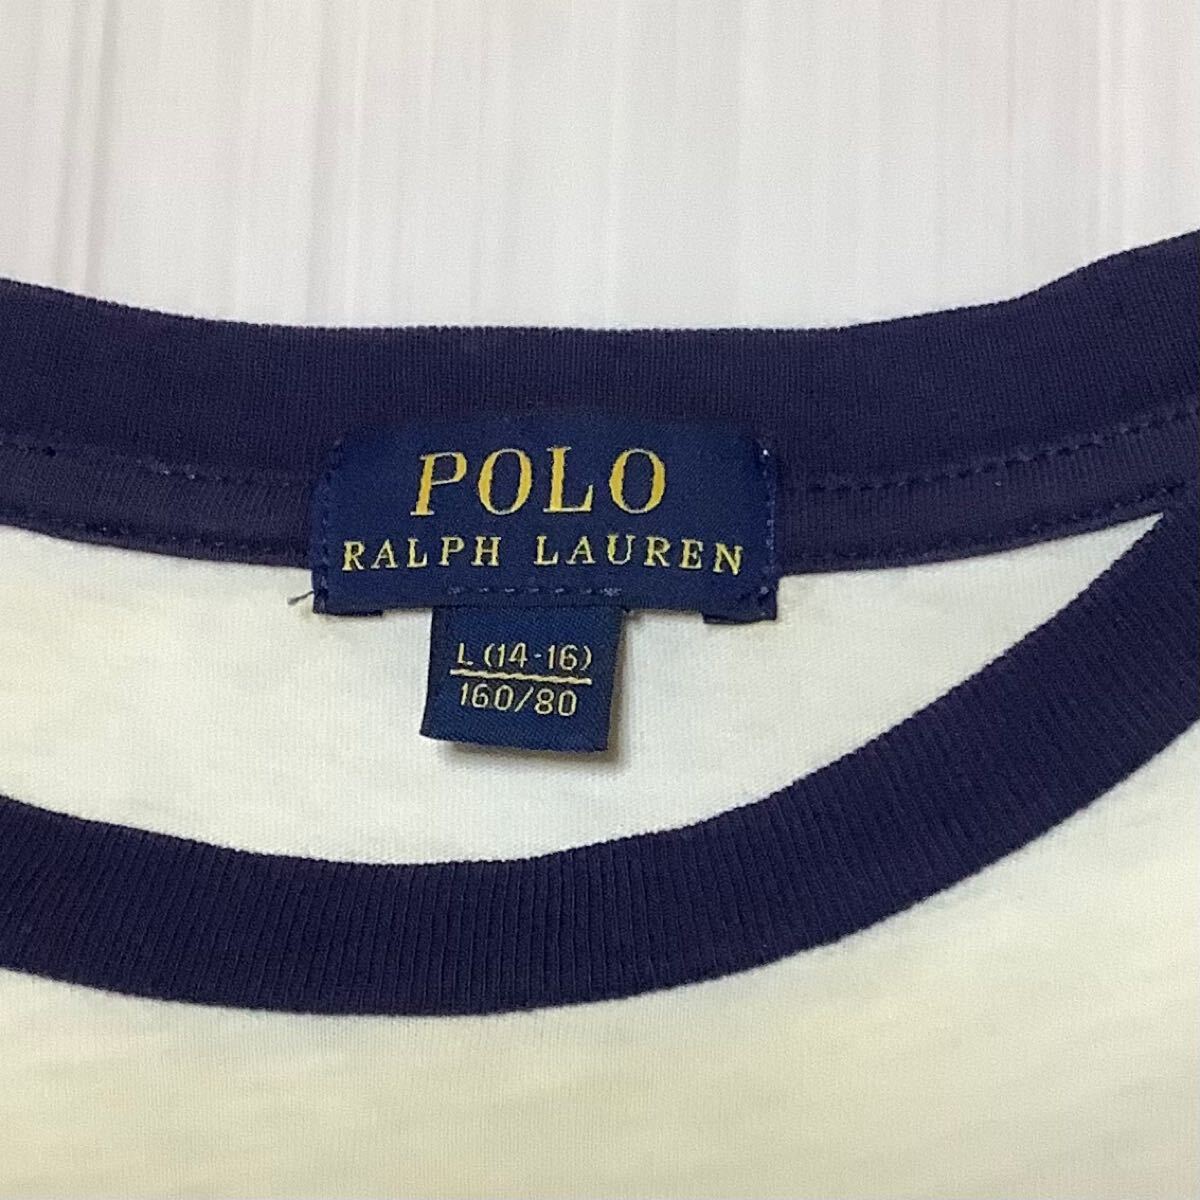 POLO
RALPH LAUREN
L (14-16)
160/80